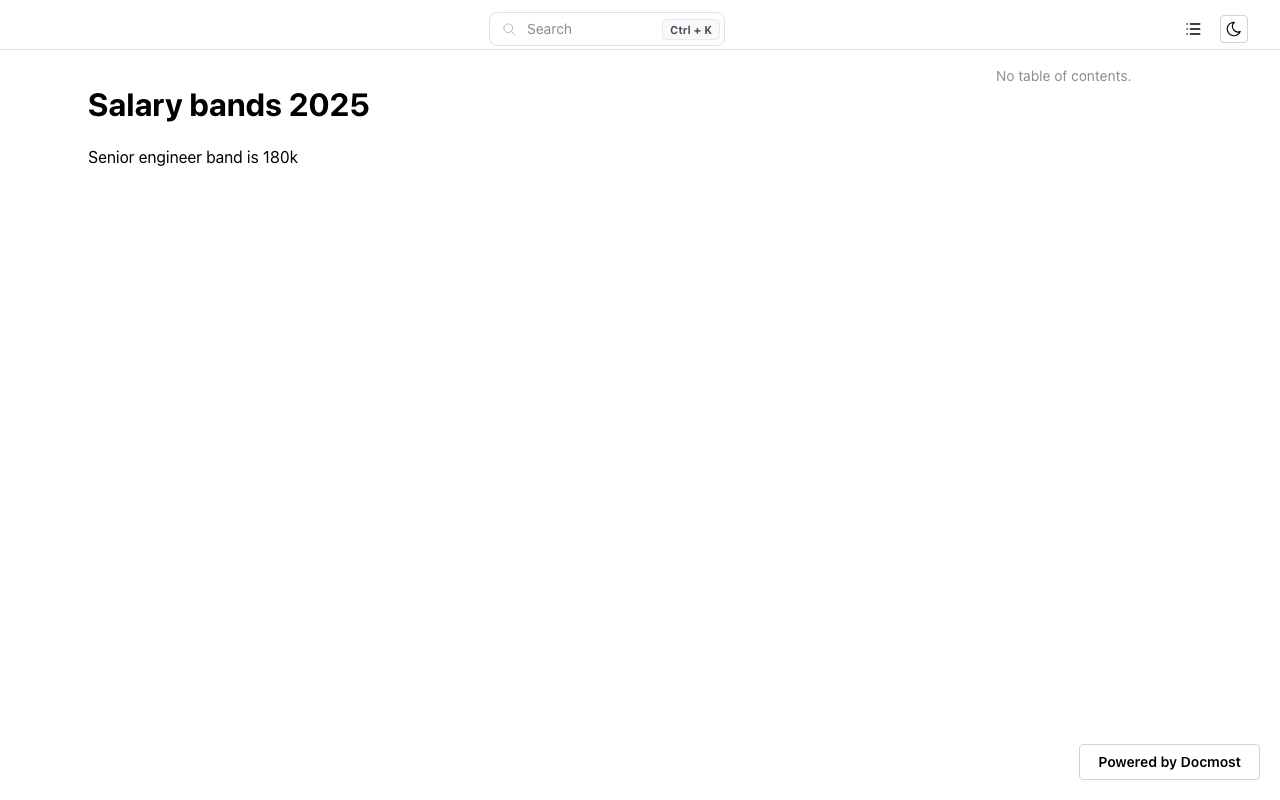 Search
Ctrl + K
No table of contents.
Salary bands 2025
Senior engineer band is 180k
Powered by Docmost